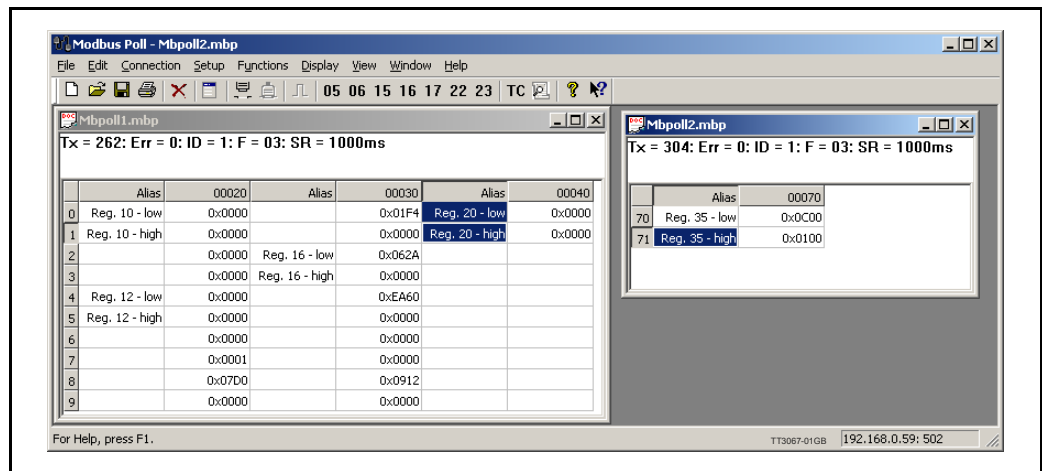 Modbus Poll - Mbpoll2.mbp
File Edit Connection Setup Functions Display View Window Help
05 06 15 16 17 22 23 TC
Mbpoll1.mbp
Tx = 262: Err = 0: ID = 1: F = 03: SR = 1000ms
Alias 00020 Alias 00030 Alias 00040
0 Reg. 10 - low 0x0000 0x01F4 Reg. 20 - low 0x0000
1 Reg. 10 - high 0x0000 0x0000 Reg. 20 - high 0x0000
2 0x0000 Reg. 16 - low 0x062A
3 0x0000 Reg. 16 - high 0x0000
4 Reg. 12 - low 0x0000 0xEA60
5 Reg. 12 - high 0x0000 0x0000
6 0x0000 0x0000
7 0x0001 0x0000
8 0x07D0 0x0912
9 0x0000 0x0000
Mbpoll2.mbp
Tx = 304: Err = 0: ID = 1: F = 03: SR = 1000ms
Alias 00070
70 Reg. 35 - low 0x0C00
71 Reg. 35 - high 0x0100
For Help, press F1.
TT3067-01GB
192.168.0.59: 502